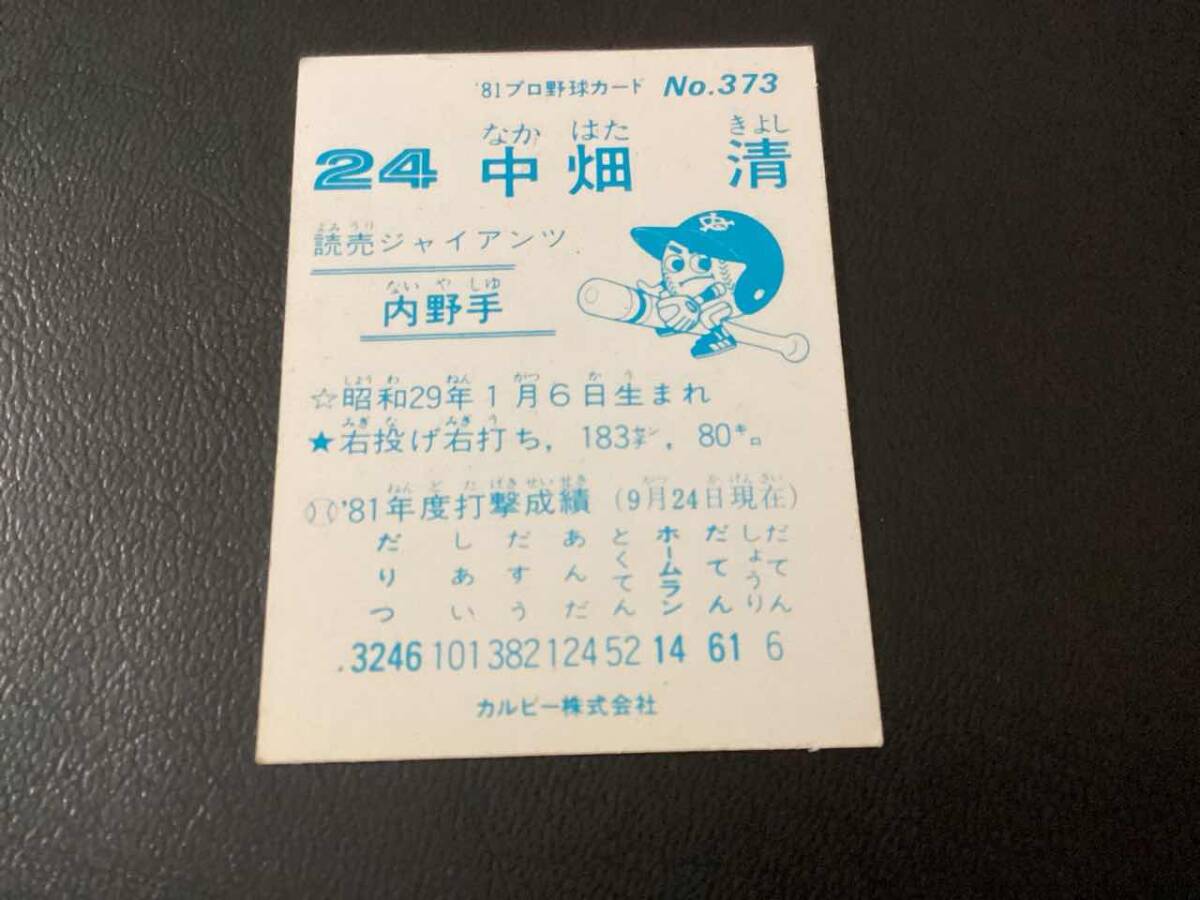 '81プロ野球カード No.373
なか はた きよし
24 中畑 清
よみうり
読売ジャイアンツ
ない や しゆ
内野手
しょう わ ねん がつ か う
☆昭和29年1月6日生まれ
みぎ な みぎ う
★右投げ右打ち,183センチ,80キロ
ねん ど だ げき せい せき がつ か げんざい
'81年度打撃成績(9月24日現在)
だりつ しあい だすう あんだ とくてん ホームラン だてん しょうりだてん
.3246 101 382 124 52 14 61 6
カルビー株式会社